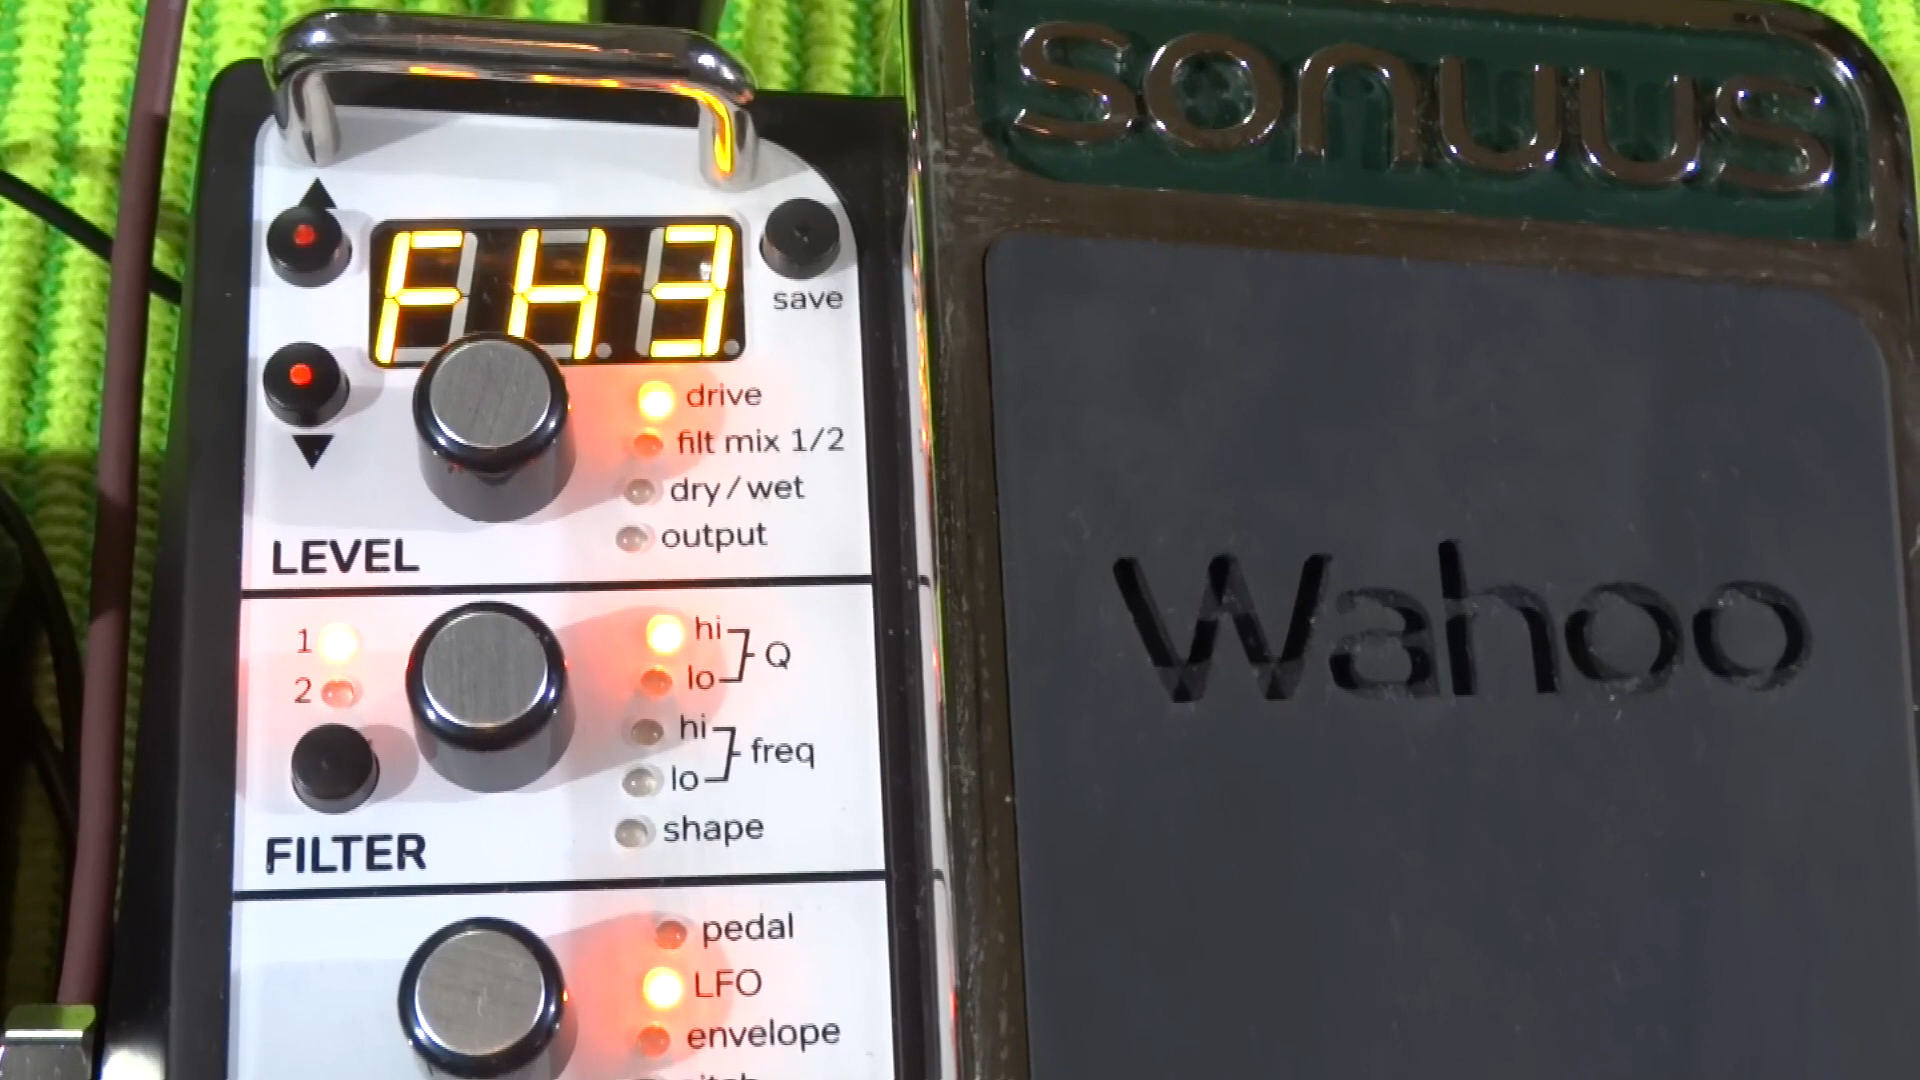 sonuus
FH3
save
drive
filt mix 1/2
dry/wet
output
LEVEL
1
2
hi
lo
Q
hi
lo
freq
shape
FILTER
Wahoo
pedal
LFO
envelope